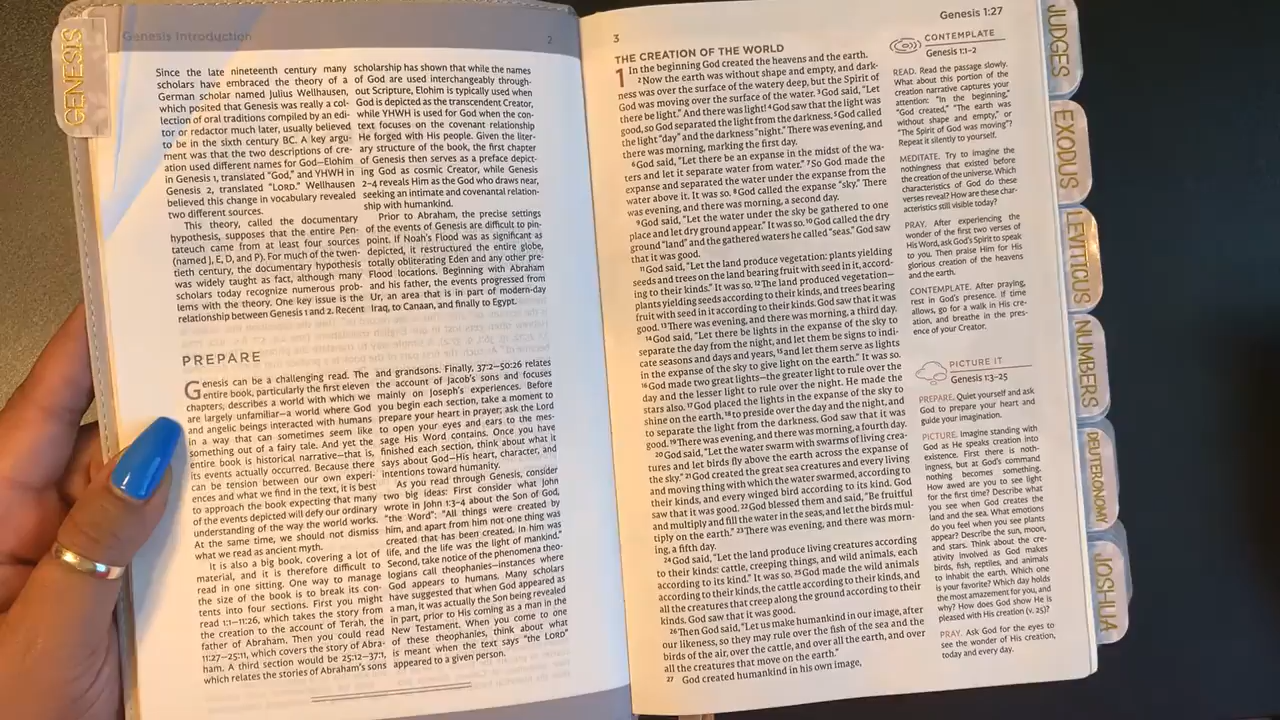 GENESIS
Genesis Introduction
2
Since the late nineteenth century many
scholars have embraced the theory of a
German scholar named Julius Wellhausen,
which posited that Genesis was really a col-
lection of oral traditions compiled by an edi-
tor or redactor much later, usually believed
to be in the sixth century BC. A key argu-
ment was that the two descriptions of cre-
ation used different names for God—Elohim
in Genesis 1, translated "God," and YHWH in
Genesis 2, translated "LORD." Wellhausen
believed this change in vocabulary revealed
two different sources.
This theory, called the documentary
hypothesis, supposes that the entire Pen-
tateuch came from at least four sources
(named J, E, D, and P). For much of the twen-
tieth century, the documentary hypothesis
was widely taught as fact, although many
scholars today recognize numerous prob-
lems with the theory. One key issue is the
relationship between Genesis 1 and 2. Recent
scholarship has shown that while the names
of God are used interchangeably through-
out Scripture, Elohim is typically used when
God is depicted as the transcendent Creator,
while YHWH is used for God when the con-
text focuses on the covenant relationship
He forged with His people. Given the liter-
ary structure of the book, the first chapter
of Genesis then serves as a preface depict-
ing God as cosmic Creator, while Genesis
2–4 reveals Him as the God who draws near,
seeking an intimate and covenantal relation-
ship with humankind.
Prior to Abraham, the precise settings
of the events of Genesis are difficult to pin-
point. If Noah's Flood was as significant as
depicted, it restructured the entire globe,
totally obliterating Eden and any other pre-
Flood locations. Beginning with Abraham
and his father, the events progressed from
Ur, an area that is part of modern-day
Iraq, to Canaan, and finally to Egypt.
PREPARE
Genesis can be a challenging read. The
entire book, particularly the first eleven
chapters, describes a world with which we
are largely unfamiliar—a world where God
and angelic beings interacted with humans
in a way that can sometimes seem like
something out of a fairy tale. And yet the
entire book is historical narrative—that is,
its events actually occurred. Because there
can be tension between our own experi-
ences and what we find in the text, it is best
to approach the book expecting that many
of the events depicted will defy our ordinary
understanding of the way the world works.
At the same time, we should not dismiss
what we read as ancient myth.
It is also a big book, covering a lot of
material, and it is therefore difficult to
read in one sitting. One way to manage
the size of the book is to break its con-
tents into four sections. First you might
read 1:1–11:26, which takes the story from
the creation to the account of Terah, the
father of Abraham. Then you could read
11:27–25:11, which covers the story of Abra-
ham. A third section would be 25:12–37:1,
which relates the stories of Abraham's sons
and grandsons. Finally, 37:2–50:26 relates
the account of Jacob's sons and focuses
mainly on Joseph's experiences. Before
you begin each section, take a moment to
prepare your heart in prayer; ask the Lord
to open your eyes and ears to the mes-
sage His Word contains. Once you have
finished each section, think about what it
says about God—His heart, character, and
intentions toward humanity.
As you read through Genesis, consider
two big ideas: First consider what John
wrote in John 1:3–4 about the Son of God,
"the Word": "All things were created by
him, and apart from him not one thing was
created that has been created. In him was
life, and the life was the light of mankind."
Second, take notice of the phenomena theo-
logians call theophanies—instances where
God appears to humans. Many scholars
have suggested that when God appeared as
a man, it was actually the Son being revealed
in part, prior to His coming as a man in the
New Testament. When you come to one
of these theophanies, think about what
is meant when the text says "the LORD"
appeared to a given person.
3
Genesis 1:27
THE CREATION OF THE WORLD
1 In the beginning God created the heavens and the earth.
2 Now the earth was without shape and empty, and dark-
ness was over the surface of the watery deep, but the Spirit of
God was moving over the surface of the water. 3 God said, "Let
there be light." And there was light! 4 God saw that the light was
good, so God separated the light from the darkness. 5 God called
the light "day" and the darkness "night." There was evening, and
there was morning, marking the first day.
6 God said, "Let there be an expanse in the midst of the wa-
ters and let it separate water from water." 7 So God made the
expanse and separated the water under the expanse from the
water above it. It was so. 8 God called the expanse "sky." There
was evening, and there was morning, a second day.
9 God said, "Let the water under the sky be gathered to one
place and let dry ground appear." It was so. 10 God called the dry
ground "land" and the gathered waters he called "seas." God saw
that it was good.
11 God said, "Let the land produce vegetation: plants yielding
seeds and trees on the land bearing fruit with seed in it, accord-
ing to their kinds." It was so. 12 The land produced vegetation—
plants yielding seeds according to their kinds, and trees bearing
fruit with seed in it according to their kinds. God saw that it was
good. 13 There was evening, and there was morning, a third day.
14 God said, "Let there be lights in the expanse of the sky to
separate the day from the night, and let them be signs to indi-
cate seasons and days and years, 15 and let them serve as lights
in the expanse of the sky to give light on the earth." It was so.
16 God made two great lights—the greater light to rule over the
day and the lesser light to rule over the night. He made the
stars also. 17 God placed the lights in the expanse of the sky to
shine on the earth, 18 to preside over the day and the night, and
to separate the light from the darkness. God saw that it was
good. 19 There was evening, and there was morning, a fourth day.
20 God said, "Let the water swarm with swarms of living crea-
tures and let birds fly above the earth across the expanse of
the sky." 21 God created the great sea creatures and every living
and moving thing with which the water swarmed, according to
their kinds, and every winged bird according to its kind. God
saw that it was good. 22 God blessed them and said, "Be fruitful
and multiply and fill the water in the seas, and let the birds mul-
tiply on the earth." 23 There was evening, and there was morn-
ing, a fifth day.
24 God said, "Let the land produce living creatures according
to their kinds: cattle, creeping things, and wild animals, each
according to its kind." It was so. 25 God made the wild animals
according to their kinds, the cattle according to their kinds, and
all the creatures that creep along the ground according to their
kinds. God saw that it was good.
26 Then God said, "Let us make humankind in our image, after
our likeness, so they may rule over the fish of the sea and the
birds of the air, over the cattle, and over all the earth, and over
all the creatures that move on the earth."
27 God created humankind in his own image,
CONTEMPLATE
Genesis 1:1–2
READ. Read the passage slowly.
What about this portion of the
creation narrative captures your
attention: "In the beginning,"
"God created," "The earth was
without shape and empty," or
"The Spirit of God was moving"?
Repeat it silently to yourself.
MEDITATE. Try to imagine the
nothingness that existed before
the creation of the universe. Which
characteristics of God do these
verses reveal? How are these char-
acteristics still visible today?
PRAY. After experiencing the
wonder of the first two verses of
His Word, ask God's Spirit to speak
to you. Then praise Him for His
glorious creation of the heavens
and the earth.
CONTEMPLATE. After praying,
rest in God's presence. If time
allows, go for a walk in His cre-
ation, and breathe in the pres-
ence of your Creator.
PICTURE IT
Genesis 1:3–25
PREPARE. Quiet yourself and ask
God to prepare your heart and
guide your imagination.
PICTURE. Imagine standing with
God as He speaks creation into
existence. First there is noth-
ingness, but at God's command
nothing becomes something.
How awed are you to see light
for the first time? Describe what
you see when God creates the
land and the sea. What emotions
do you feel when you see plants
appear? Describe the sun, moon,
and stars. Think about the cre-
ativity involved as God makes
birds, fish, reptiles, and animals
to inhabit the earth. Which one
is your favorite? Which day holds
the most amazement for you, and
why? How does God show He is
pleased with His creation (v. 25)?
PRAY. Ask God for the eyes to
see the wonder of His creation,
today and every day.
JUDGES
EXODUS
LEVITICUS
NUMBERS
DEUTERONOMY
JOSHUA